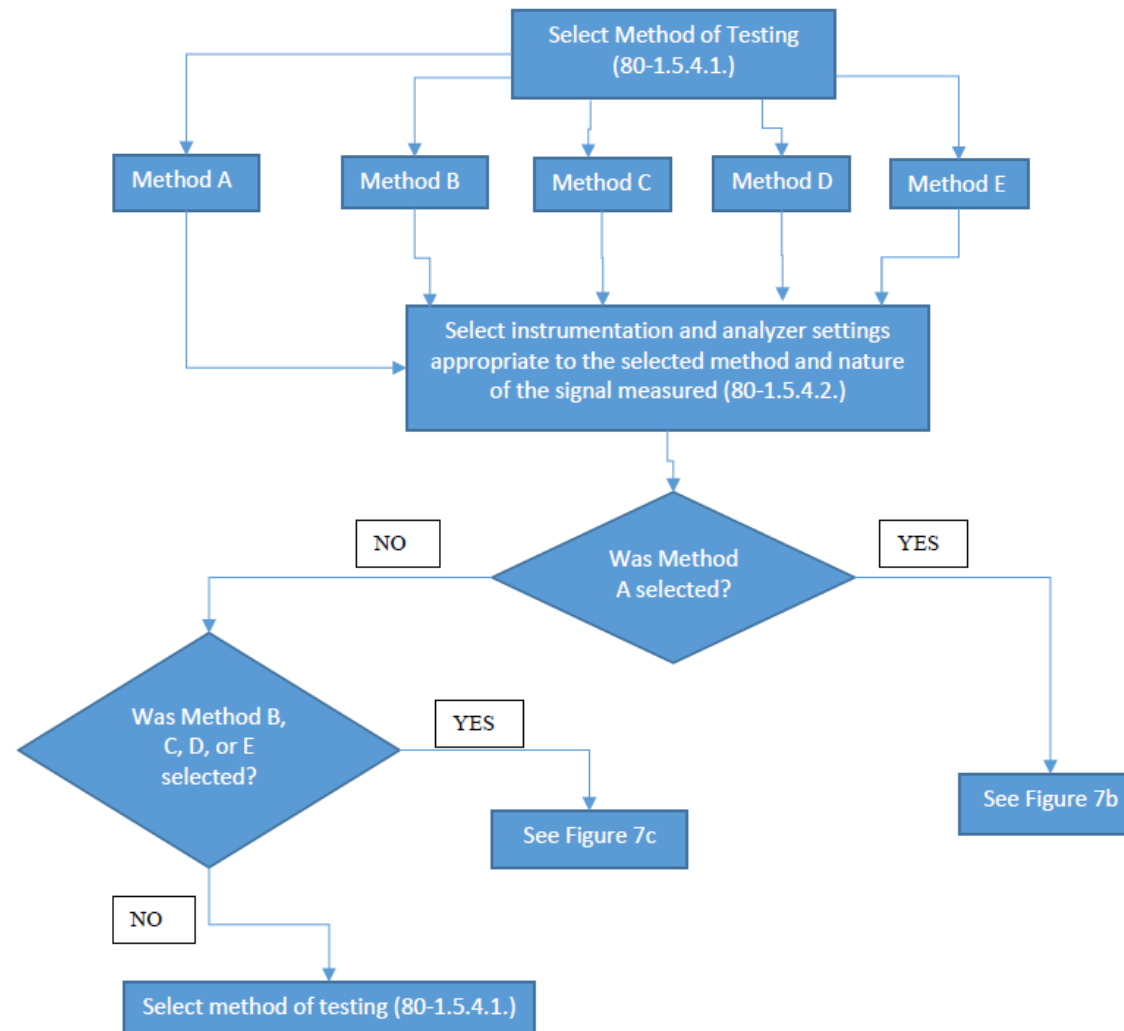 Select Method of Testing
(80-1.5.4.1.)
Method A
Method B
Method C
Method D
Method E
Select instrumentation and analyzer settings
appropriate to the selected method and nature
of the signal measured (80-1.5.4.2.)
NO
YES
Was Method
A selected?
Was Method B,
C, D, or E
selected?
YES
See Figure 7b
See Figure 7c
NO
Select method of testing (80-1.5.4.1.)